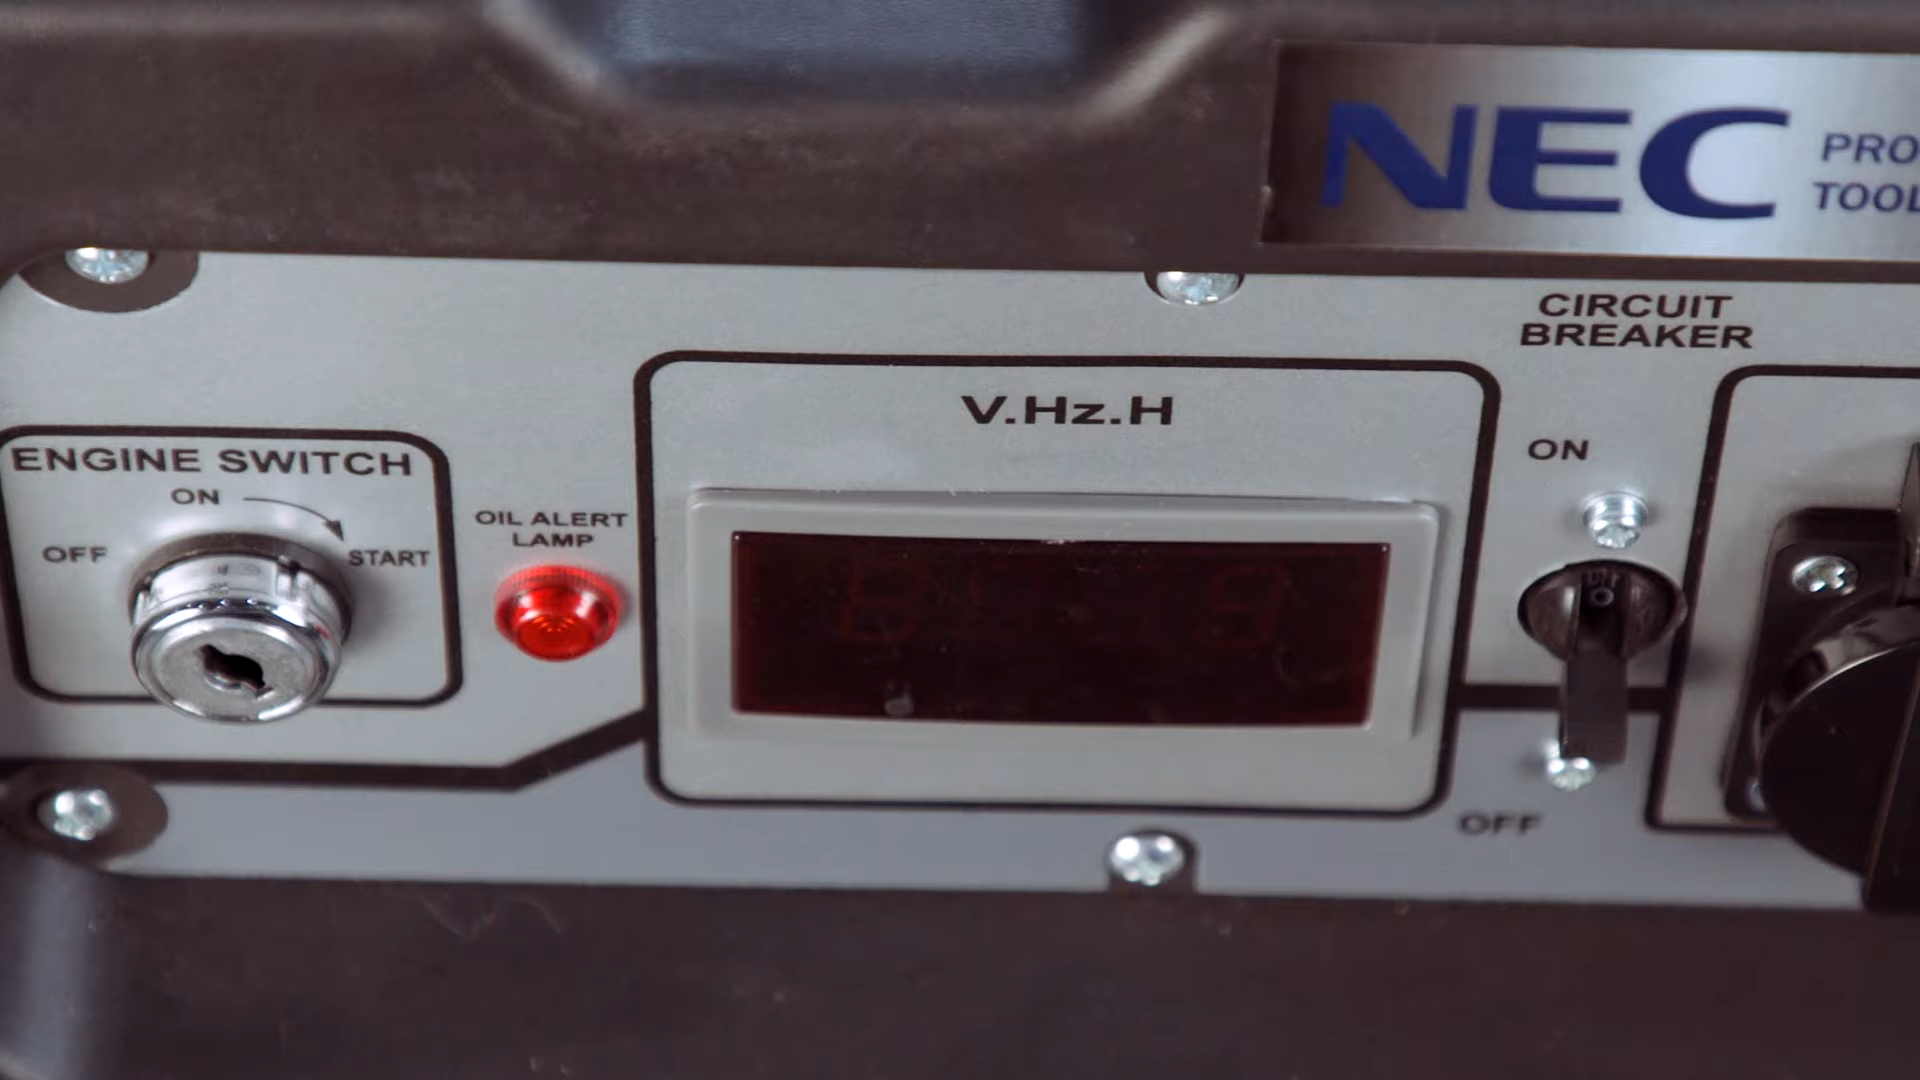 NEC
PRO
TOOL
CIRCUIT
BREAKER
V.Hz.H
ENGINE SWITCH
ON
OFF
START
OIL ALERT
LAMP
ON
OFF